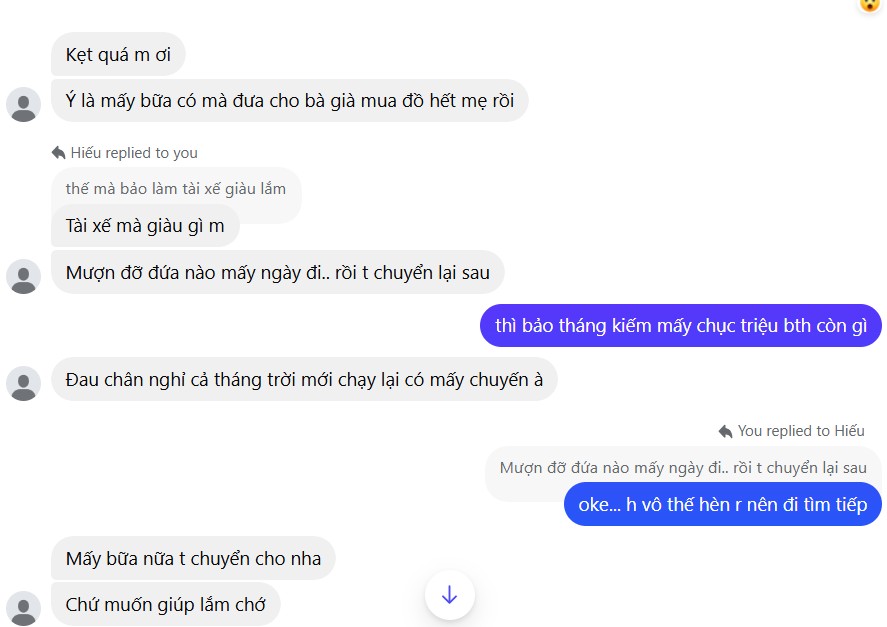 Kẹt quá m ơi
Ý là mấy bữa có mà đưa cho bà già mua đồ hết mẹ rồi
Hiếu replied to you
thế mà bảo làm tài xế giàu lắm
Tài xế mà giàu gì m
Mượn đỡ đứa nào mấy ngày đi.. rồi t chuyển lại sau
thì bảo tháng kiếm mấy chục triệu bth còn gì
Đau chân nghỉ cả tháng trời mới chạy lại có mấy chuyến à
You replied to Hiếu
Mượn đỡ đứa nào mấy ngày đi.. rồi t chuyển lại sau
oke... h vô thế hèn r nên đi tìm tiếp
Mấy bữa nữa t chuyển cho nha
Chứ muốn giúp lắm chớ